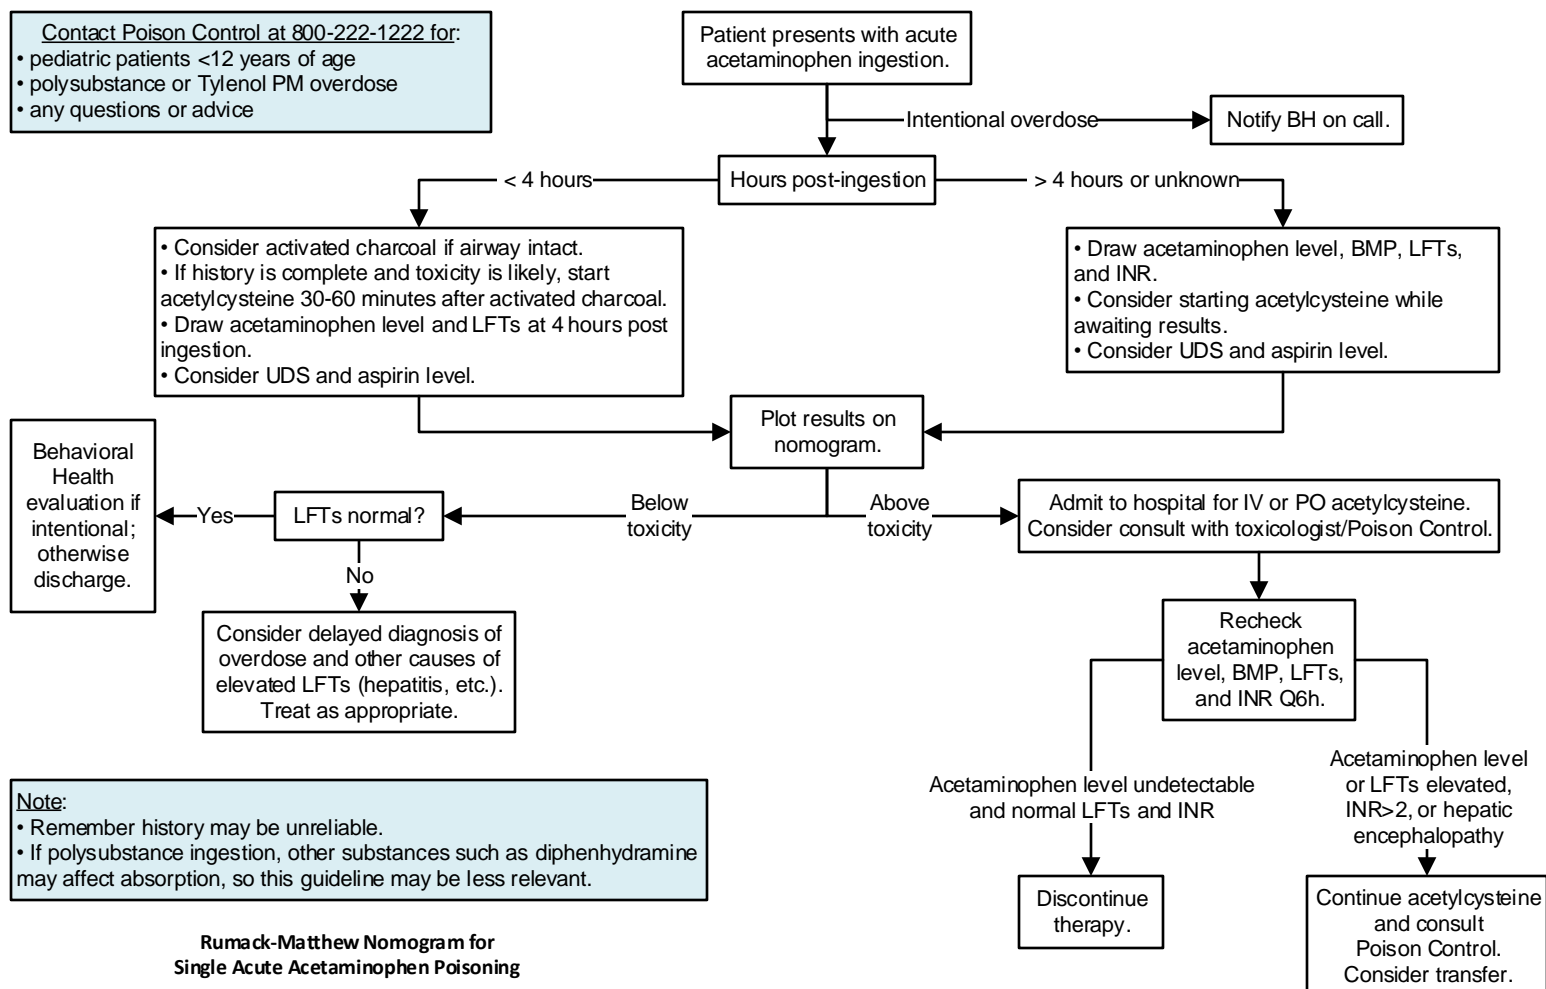 Contact Poison Control at 800-222-1222 for:
• pediatric patients <12 years of age
• polysubstance or Tylenol PM overdose
• any questions or advice
Patient presents with acute
acetaminophen ingestion.
Intentional overdose
Notify BH on call.
Hours post-ingestion
< 4 hours
> 4 hours or unknown
• Consider activated charcoal if airway intact.
• If history is complete and toxicity is likely, start
acetylcysteine 30-60 minutes after activated charcoal.
• Draw acetaminophen level and LFTs at 4 hours post
ingestion.
• Consider UDS and aspirin level.
• Draw acetaminophen level, BMP, LFTs,
and INR.
• Consider starting acetylcysteine while
awaiting results.
• Consider UDS and aspirin level.
Plot results on
nomogram.
Below
toxicity
Above
toxicity
LFTs normal?
Yes
Behavioral
Health
evaluation if
intentional;
otherwise
discharge.
No
Consider delayed diagnosis of
overdose and other causes of
elevated LFTs (hepatitis, etc.).
Treat as appropriate.
Admit to hospital for IV or PO acetylcysteine.
Consider consult with toxicologist/Poison Control.
Recheck
acetaminophen
level, BMP, LFTs,
and INR Q6h.
Acetaminophen level undetectable
and normal LFTs and INR
Acetaminophen level
or LFTs elevated,
INR>2, or hepatic
encephalopathy
Discontinue
therapy.
Continue acetylcysteine
and consult
Poison Control.
Consider transfer.
Note:
• Remember history may be unreliable.
• If polysubstance ingestion, other substances such as diphenhydramine
may affect absorption, so this guideline may be less relevant.
Rumack-Matthew Nomogram for
Single Acute Acetaminophen Poisoning